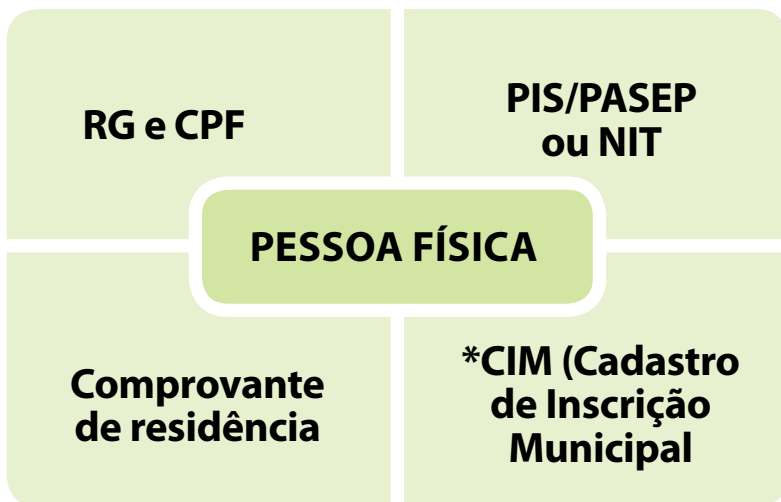 RG e CPF
PIS/PASEP
ou NIT
PESSOA FÍSICA
Comprovante
de residência
*CIM (Cadastro
de Inscrição
Municipal